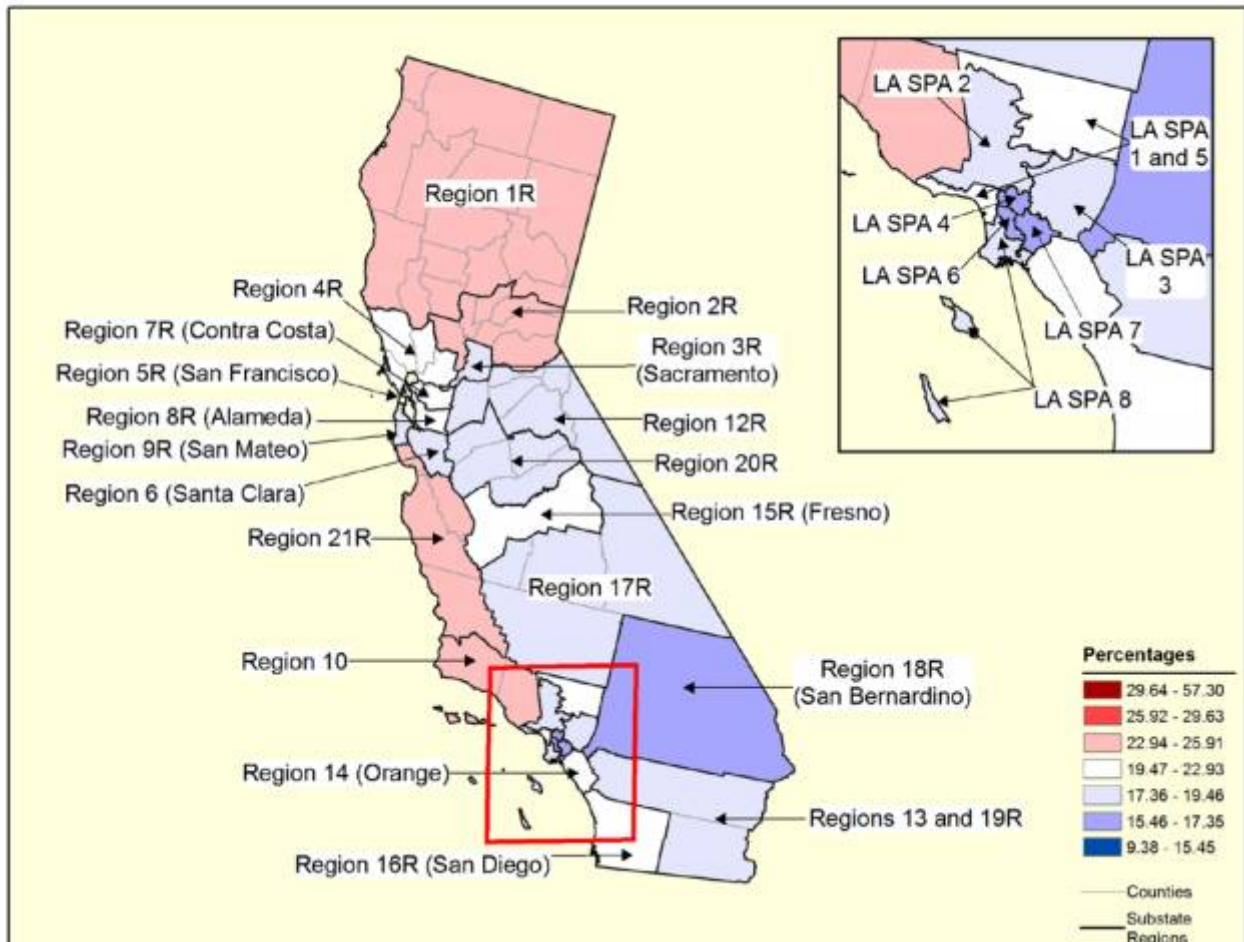 Region 1R
Region 4R
Region 7R (Contra Costa)
Region 5R (San Francisco)
Region 8R (Alameda)
Region 9R (San Mateo)
Region 6 (Santa Clara)
Region 21R
Region 10
Region 14 (Orange)
Region 16R (San Diego)
Region 2R
Region 3R
(Sacramento)
Region 12R
Region 20R
Region 15R (Fresno)
Region 17R
Region 18R
(San Bernardino)
Regions 13 and 19R
LA SPA 2
LA SPA
1 and 5
LA SPA 4
LA SPA 6
LA SPA
3
LA SPA 7
LA SPA 8
Percentages
29.64 - 57.30
25.92 - 29.63
22.94 - 25.91
19.47 - 22.93
17.36 - 19.46
15.46 - 17.35
9.38 - 15.45
Counties
Substate
Regions